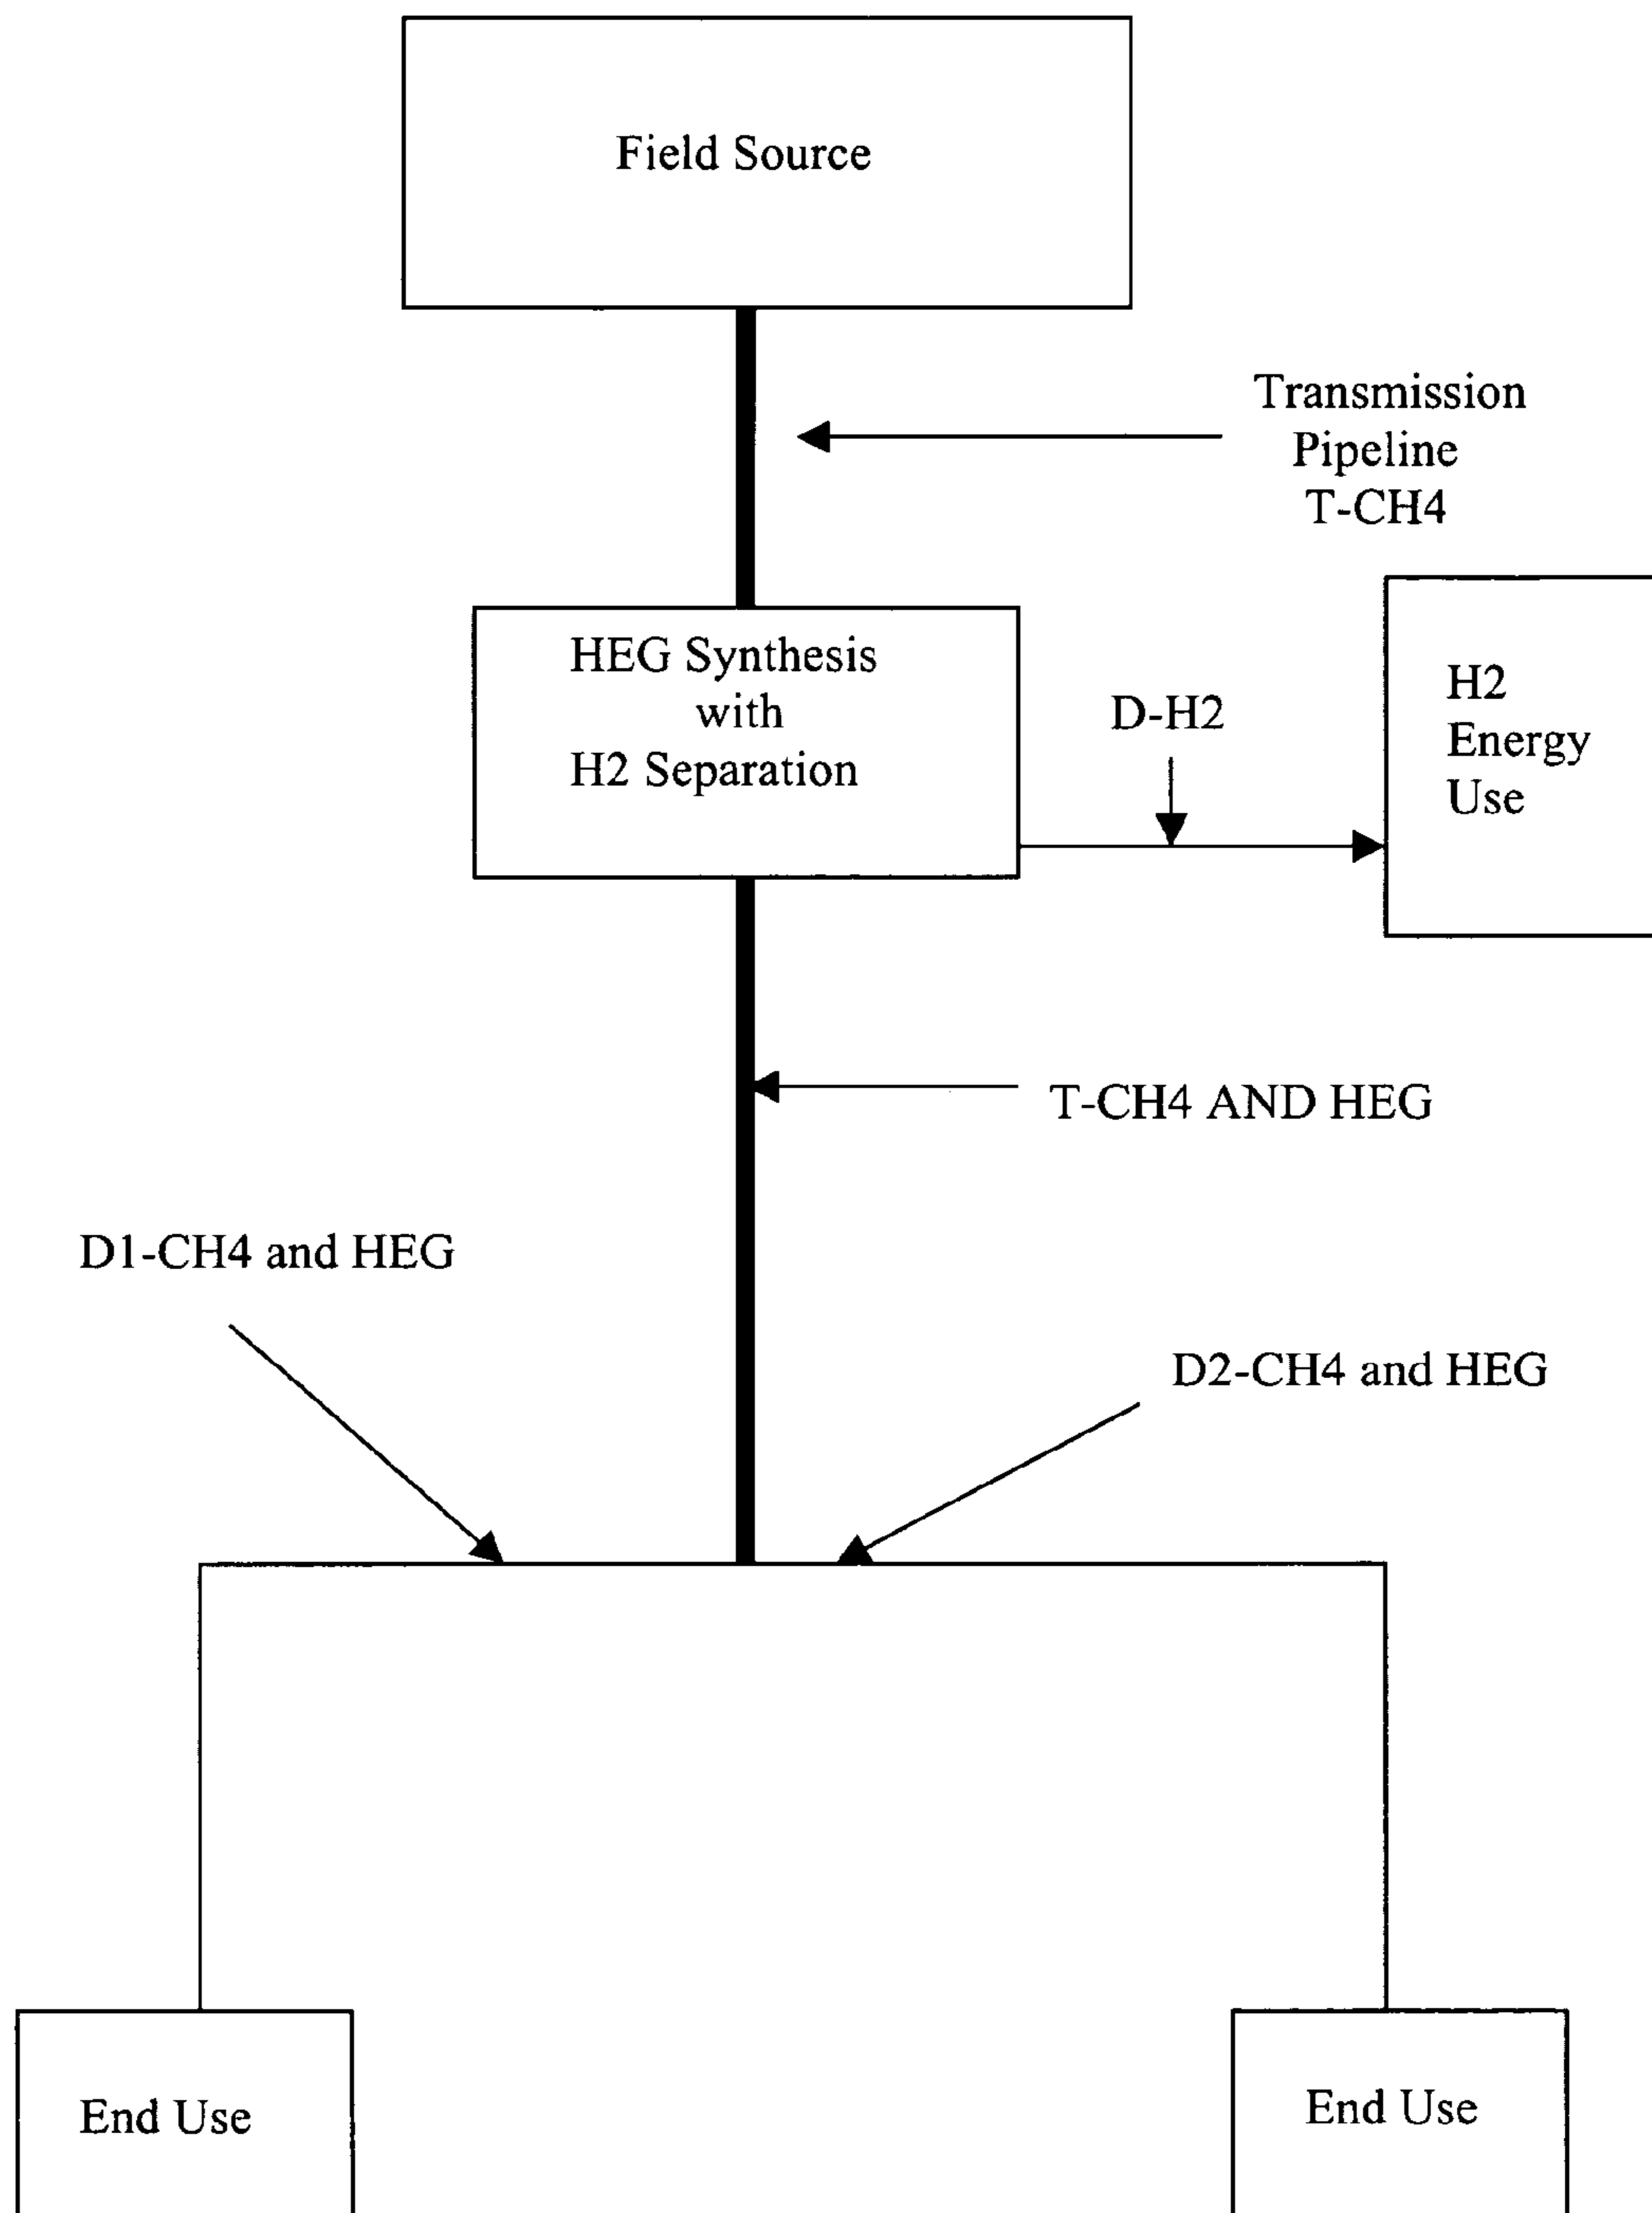 Field Source
Transmission
Pipeline
T-CH4
HEG Synthesis
with
H2 Separation
D-H2
H2
Energy
Use
T-CH4 AND HEG
D1-CH4 and HEG
D2-CH4 and HEG
End Use
End Use